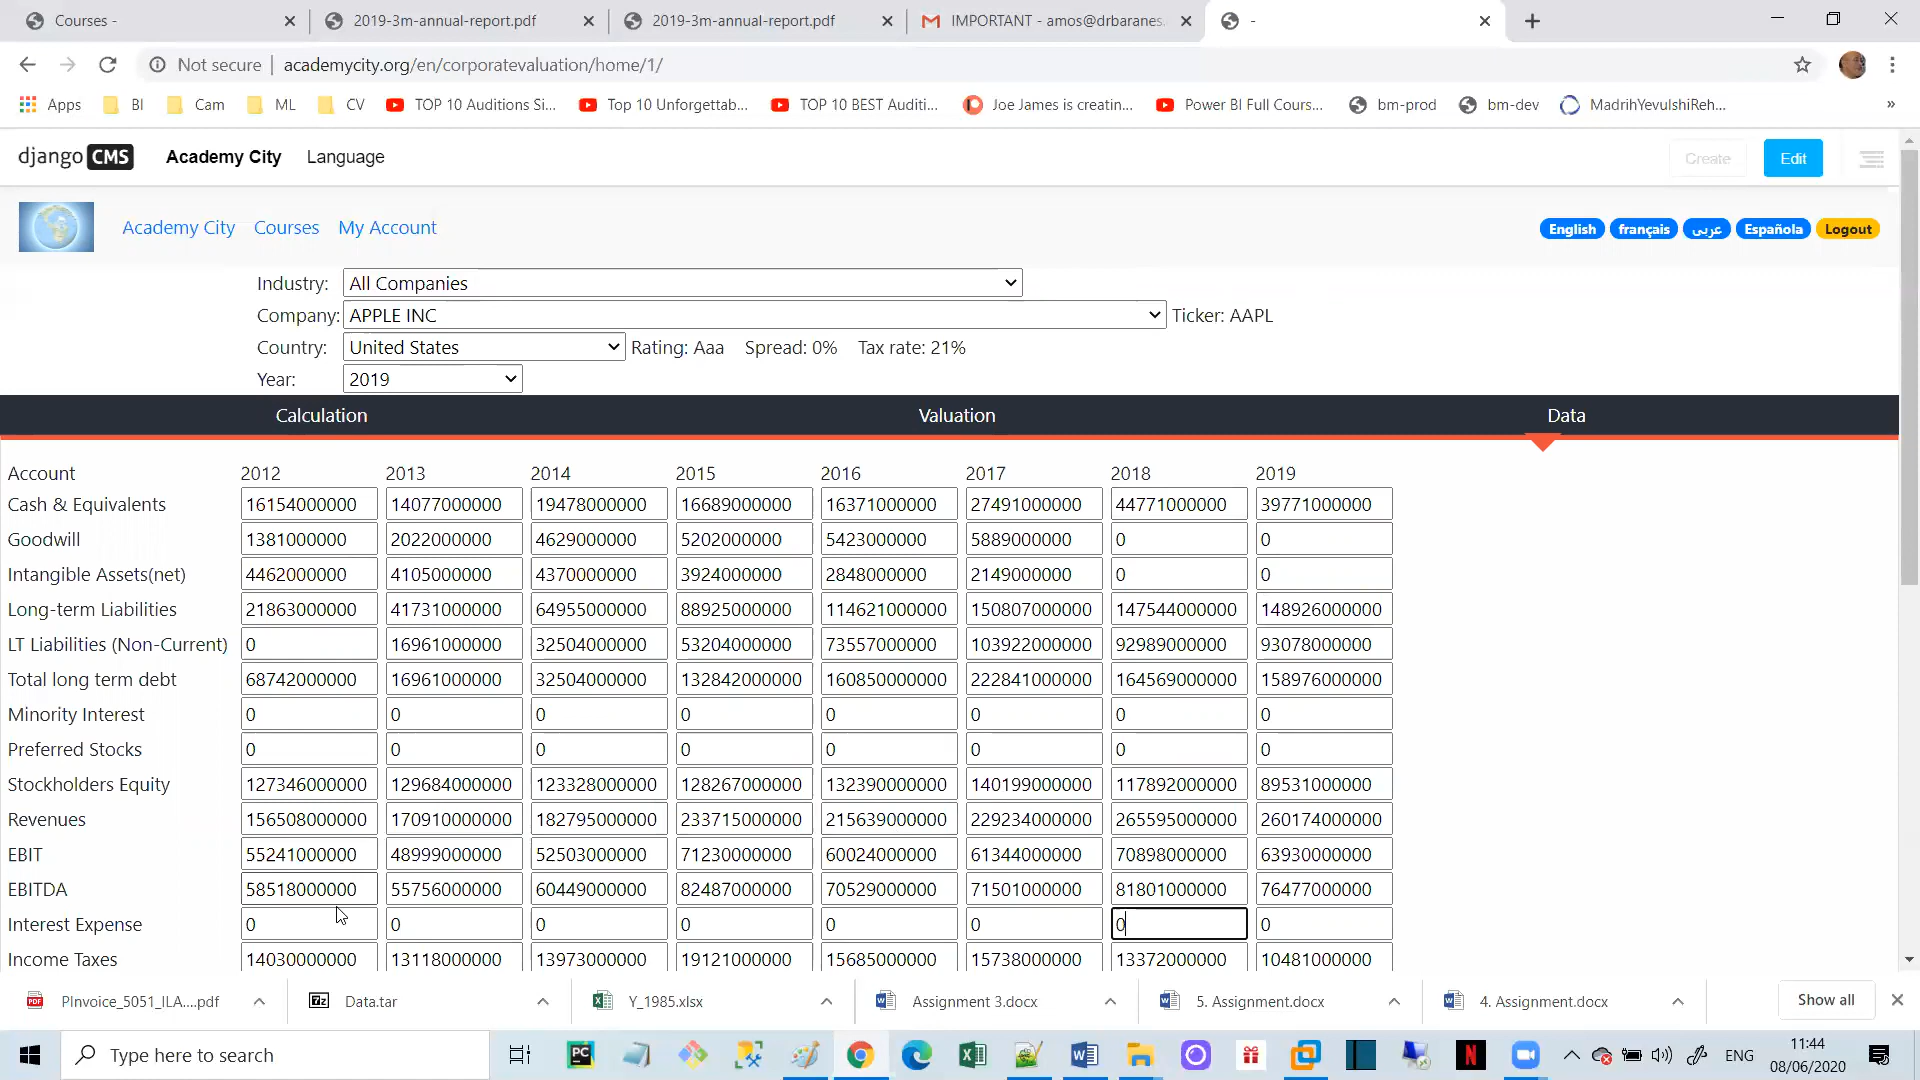 Courses -
2019-3m-annual-report.pdf
2019-3m-annual-report.pdf
IMPORTANT - amos@drbaranes.
-
Not secure | academycity.org/en/corporatevaluation/home/1/
Apps BI Cam ML CV TOP 10 Auditions Si... Top 10 Unforgettab... TOP 10 BEST Auditi... Joe James is creatin... Power BI Full Cours... bm-prod bm-dev MadrihYevulshiReh... »
django CMS Academy City Language Create Edit
Academy City Courses My Account English français عربى Española Logout
Industry: All Companies
Company: APPLE INC Ticker: AAPL
Country: United States Rating: Aaa Spread: 0% Tax rate: 21%
Year: 2019
Calculation Valuation Data
Account 2012 2013 2014 2015 2016 2017 2018 2019
Cash & Equivalents 16154000000 14077000000 19478000000 16689000000 16371000000 27491000000 44771000000 39771000000
Goodwill 1381000000 2022000000 4629000000 5202000000 5423000000 5889000000 0 0
Intangible Assets(net) 4462000000 4105000000 4370000000 3924000000 2848000000 2149000000 0 0
Long-term Liabilities 21863000000 41731000000 64955000000 88925000000 114621000000 150807000000 147544000000 148926000000
LT Liabilities (Non-Current) 0 16961000000 32504000000 53204000000 73557000000 103922000000 92989000000 93078000000
Total long term debt 68742000000 16961000000 32504000000 132842000000 160850000000 222841000000 164569000000 158976000000
Minority Interest 0 0 0 0 0 0 0 0
Preferred Stocks 0 0 0 0 0 0 0 0
Stockholders Equity 127346000000 129684000000 123328000000 128267000000 132390000000 140199000000 117892000000 89531000000
Revenues 156508000000 170910000000 182795000000 233715000000 215639000000 229234000000 265595000000 260174000000
EBIT 55241000000 48999000000 52503000000 71230000000 60024000000 61344000000 70898000000 63930000000
EBITDA 58518000000 55756000000 60449000000 82487000000 70529000000 71501000000 81801000000 76477000000
Interest Expense 0 0 0 0 0 0 0 0
Income Taxes 14030000000 13118000000 13973000000 19121000000 15685000000 15738000000 13372000000 10481000000
PInvoice_5051_ILA....pdf Data.tar Y_1985.xlsx Assignment 3.docx 5. Assignment.docx 4. Assignment.docx Show all
Type here to search ENG 11:44
08/06/2020